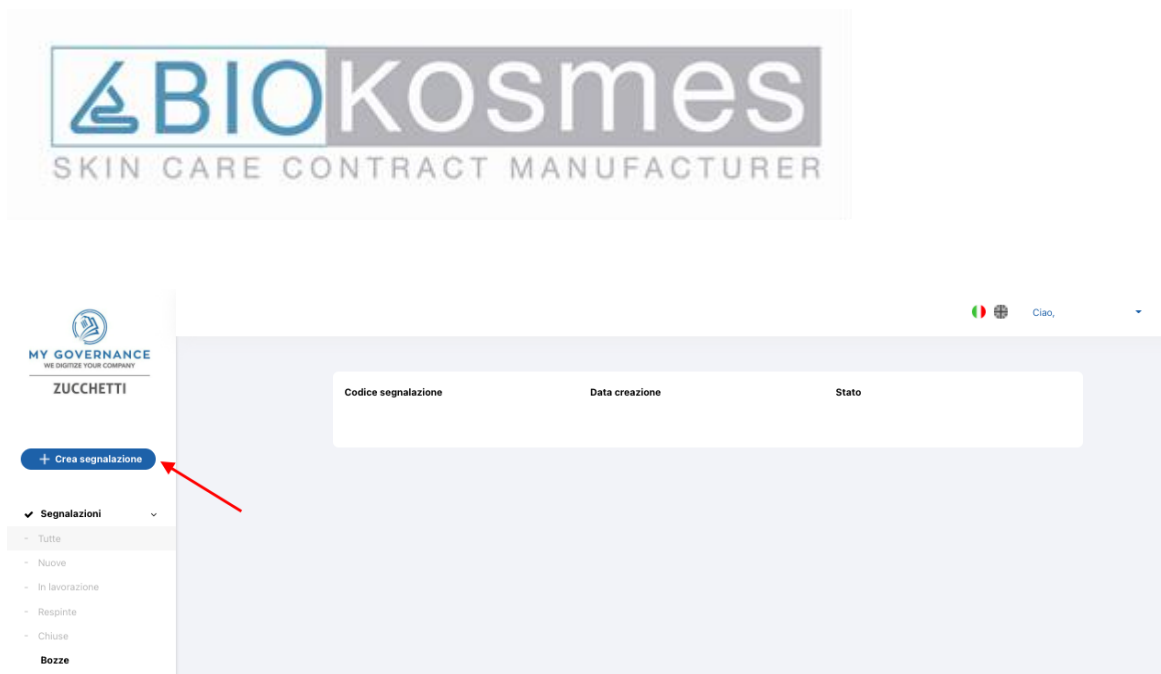 BIOKOSmes
SKIN CARE CONTRACT MANUFACTURER
MY GOVERNANCE
WE DIGITIZE YOUR COMPANY
ZUCCHETTI
Ciao,
Codice segnalazione Data creazione Stato
+ Crea segnalazione
Segnalazioni
- Tutte
- Nuove
- In lavorazione
- Respinte
- Chiuse
Bozze